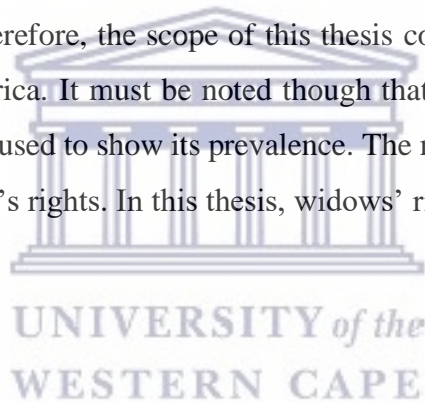 erefore, the scope of this thesis co
rica. It must be noted though that
used to show its prevalence. The
's rights. In this thesis, widows'
UNIVERSITY of the
WESTERN CAPE